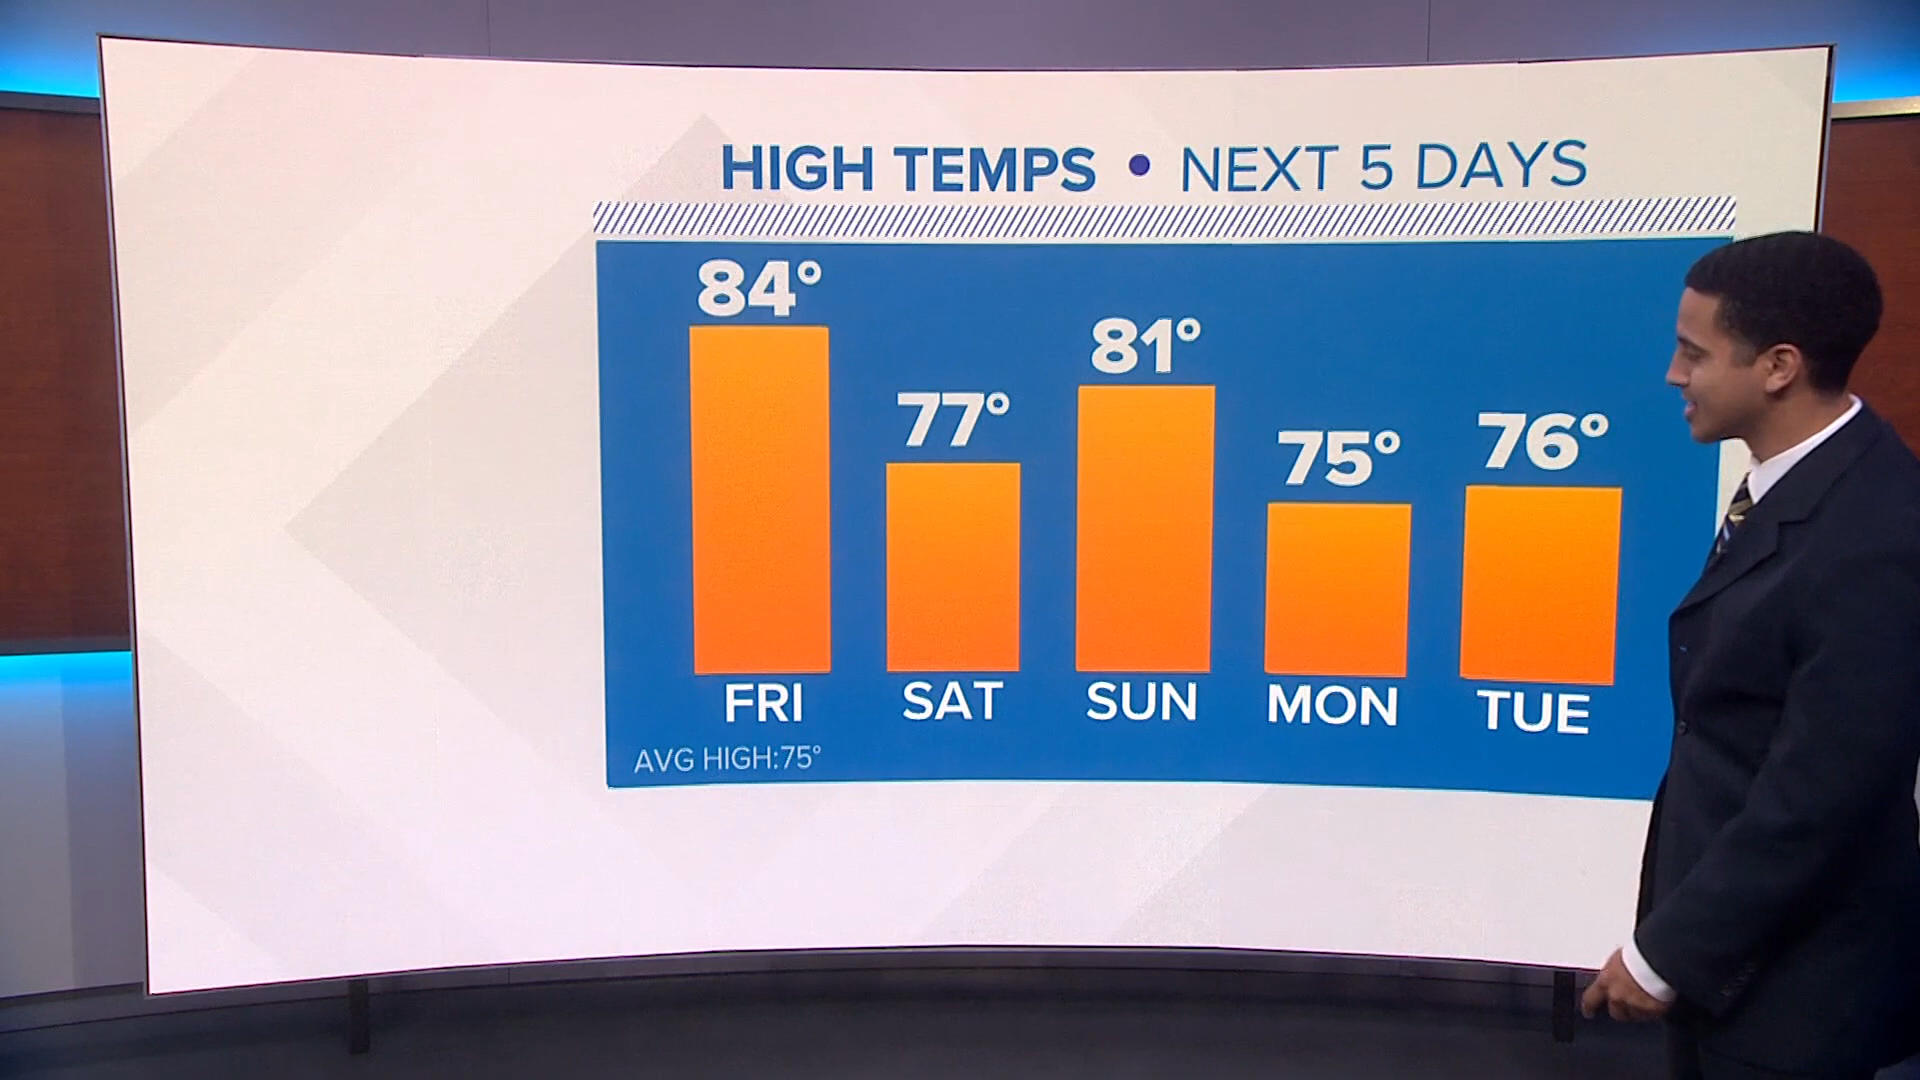 HIGH TEMPS • NEXT 5 DAYS
84° 77° 81° 75° 76°
FRI SAT SUN MON TUE
AVG HIGH:75°